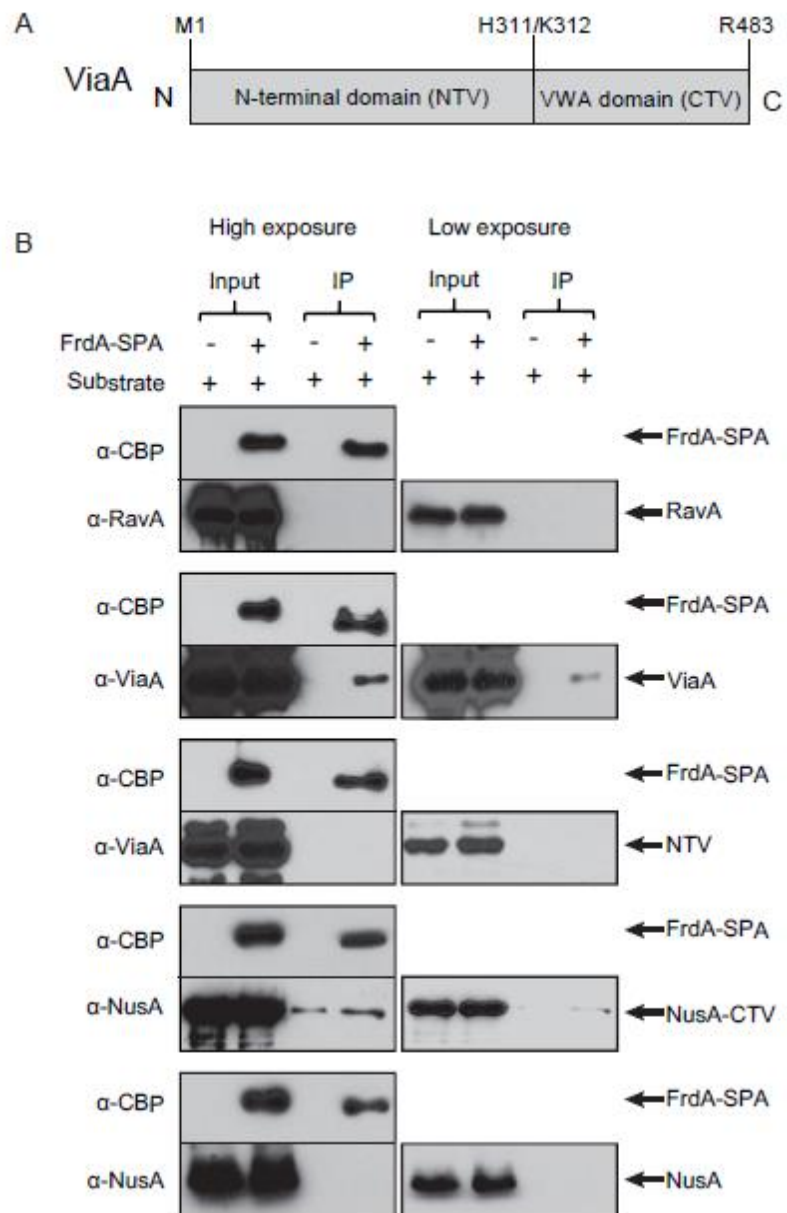 A
M1 H311/K312 R483
ViaA N N-terminal domain (NTV) VWA domain (CTV) C
B
High exposure Low exposure
Input IP Input IP
FrdA-SPA - + - + - + - +
Substrate + + + + + + + +
α-CBP FrdA-SPA
α-RavA RavA
α-CBP FrdA-SPA
α-ViaA ViaA
α-CBP FrdA-SPA
α-ViaA NTV
α-CBP FrdA-SPA
α-NusA NusA-CTV
α-CBP FrdA-SPA
α-NusA NusA